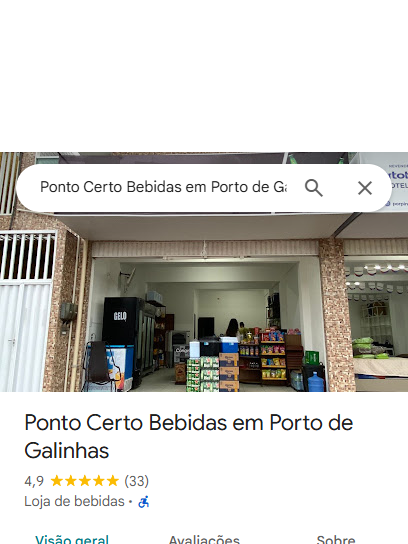 Ponto Certo Bebidas em Porto de Ga
GELO
Ponto Certo Bebidas em Porto de
Galinhas
4,9 (33)
Loja de bebidas ·
Visão geral Avaliações Sobre